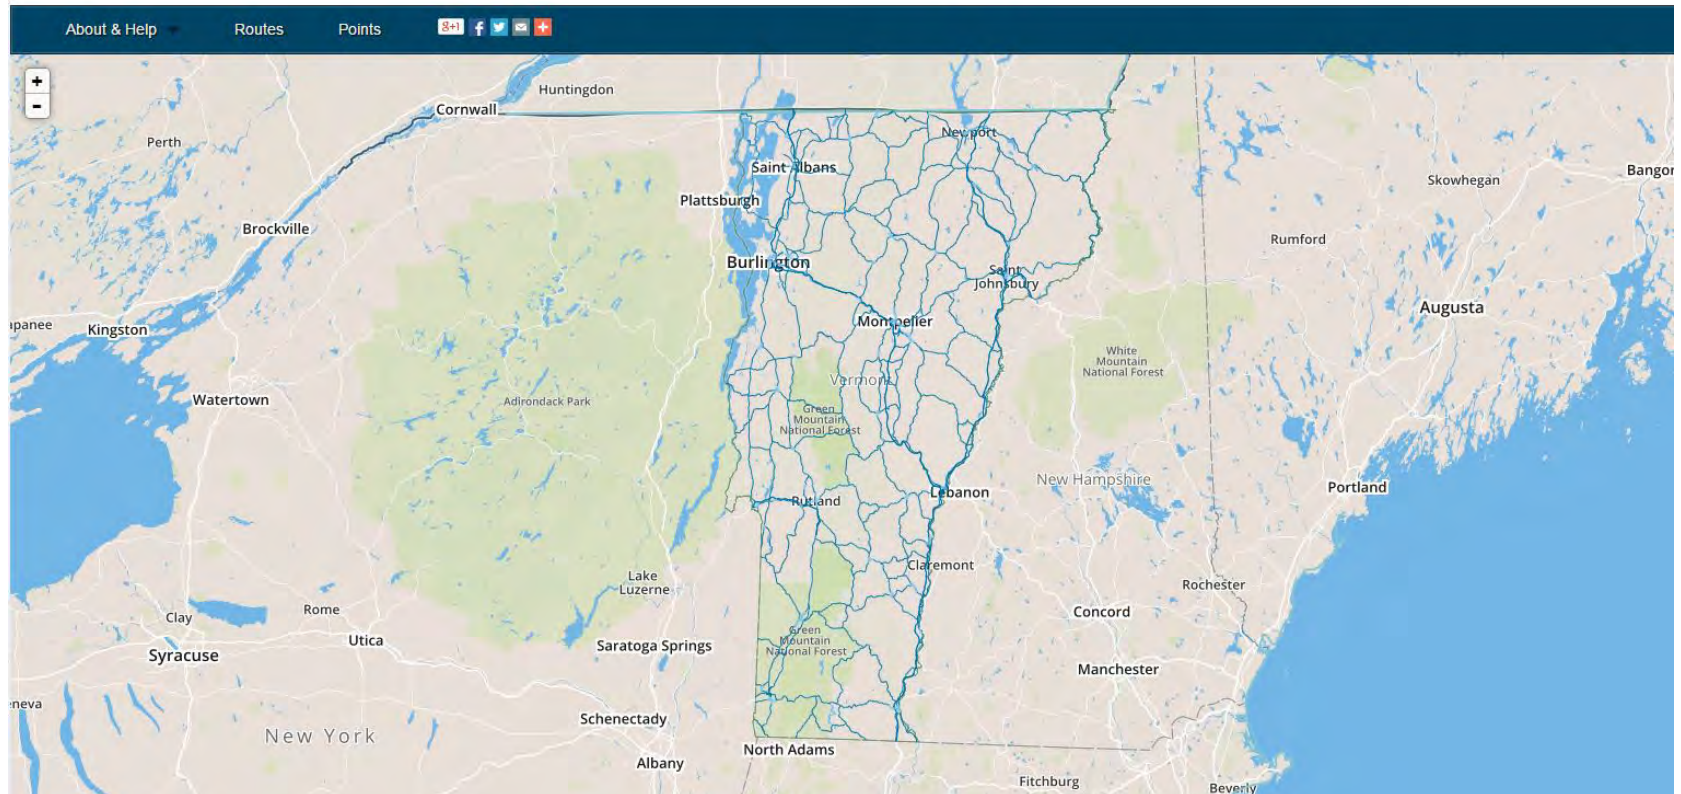 About & Help
Routes
Points
g+1
+
-
Huntingdon
Cornwall
Perth
Newport
Saint Albans
Skowhegan
Bangor
Plattsburgh
Brockville
Rumford
Burlington
Saint
Johnsbury
Augusta
apanee
Kingston
Montpelier
White
Mountain
National Forest
Vermont
Watertown
Adirondack Park
Green
Mountain
National Forest
New Hampshire
Portland
Rutland
Lebanon
Claremont
Lake
Luzerne
Rochester
Rome
Clay
Concord
Utica
Green
Mountain
National Forest
Saratoga Springs
Syracuse
Manchester
neva
Schenectady
New York
North Adams
Albany
Fitchburg
Beverly